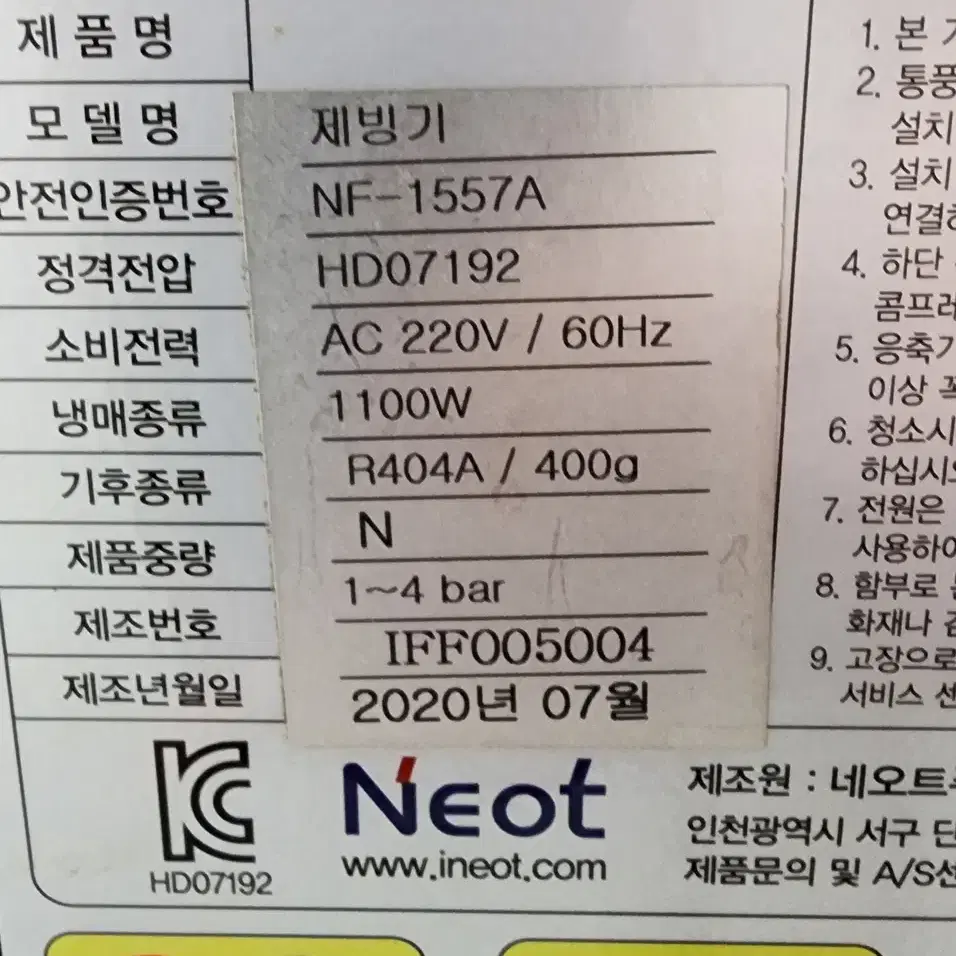 제품명
모델명 제빙기
안전인증번호 NF-1557A
정격전압 HD07192
소비전력 AC 220V / 60Hz
냉매종류 1100W
기후종류 R404A / 400g
제품중량 N
제조번호 1~4 bar
IFF005004
제조년월일 2020년 07월
1. 본
2. 통풍
설치
3. 설치
연결하
4. 하단
콤프레
5. 응축기
이상 꼭
6. 청소시
하십시오
7. 전원은
사용하여
8. 함부로
화재나
9. 고장으로
서비스 센
HD07192
Neot
www.ineot.com
제조원 : 네오트
인천광역시 서구 단
제품문의 및 A/S센